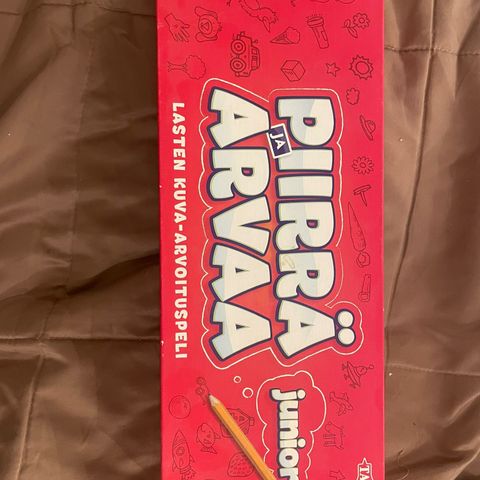 PIIRRÄ
JA
ARVAA
LASTEN KUVA-ARVOITUSPELI
junior